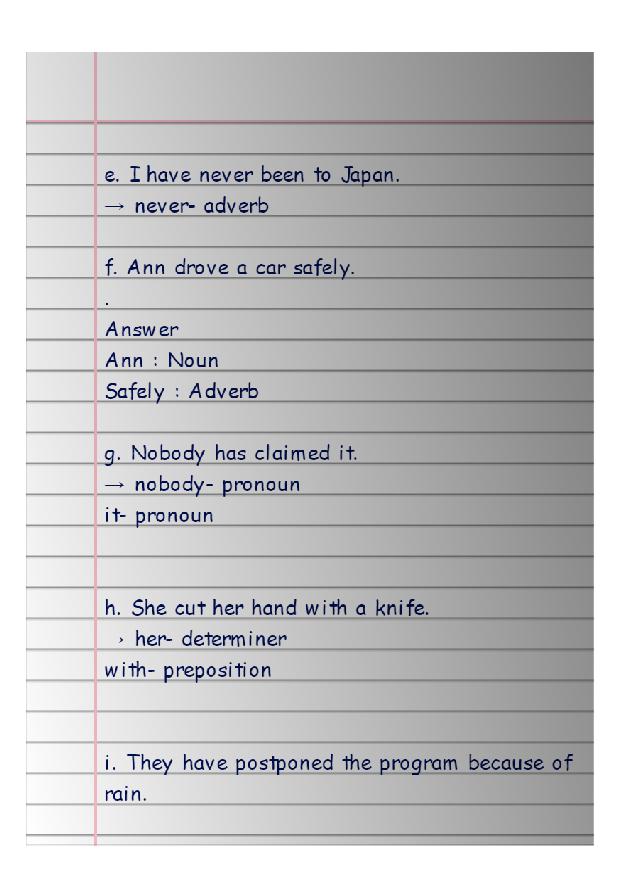 e. I have never been to Japan.
→ never- adverb
f. Ann drove a car safely.
.
Answer
Ann : Noun
Safely : Adverb
g. Nobody has claimed it.
→ nobody- pronoun
it- pronoun
h. She cut her hand with a knife.
→ her- determiner
with- preposition
i. They have postponed the program because of
rain.